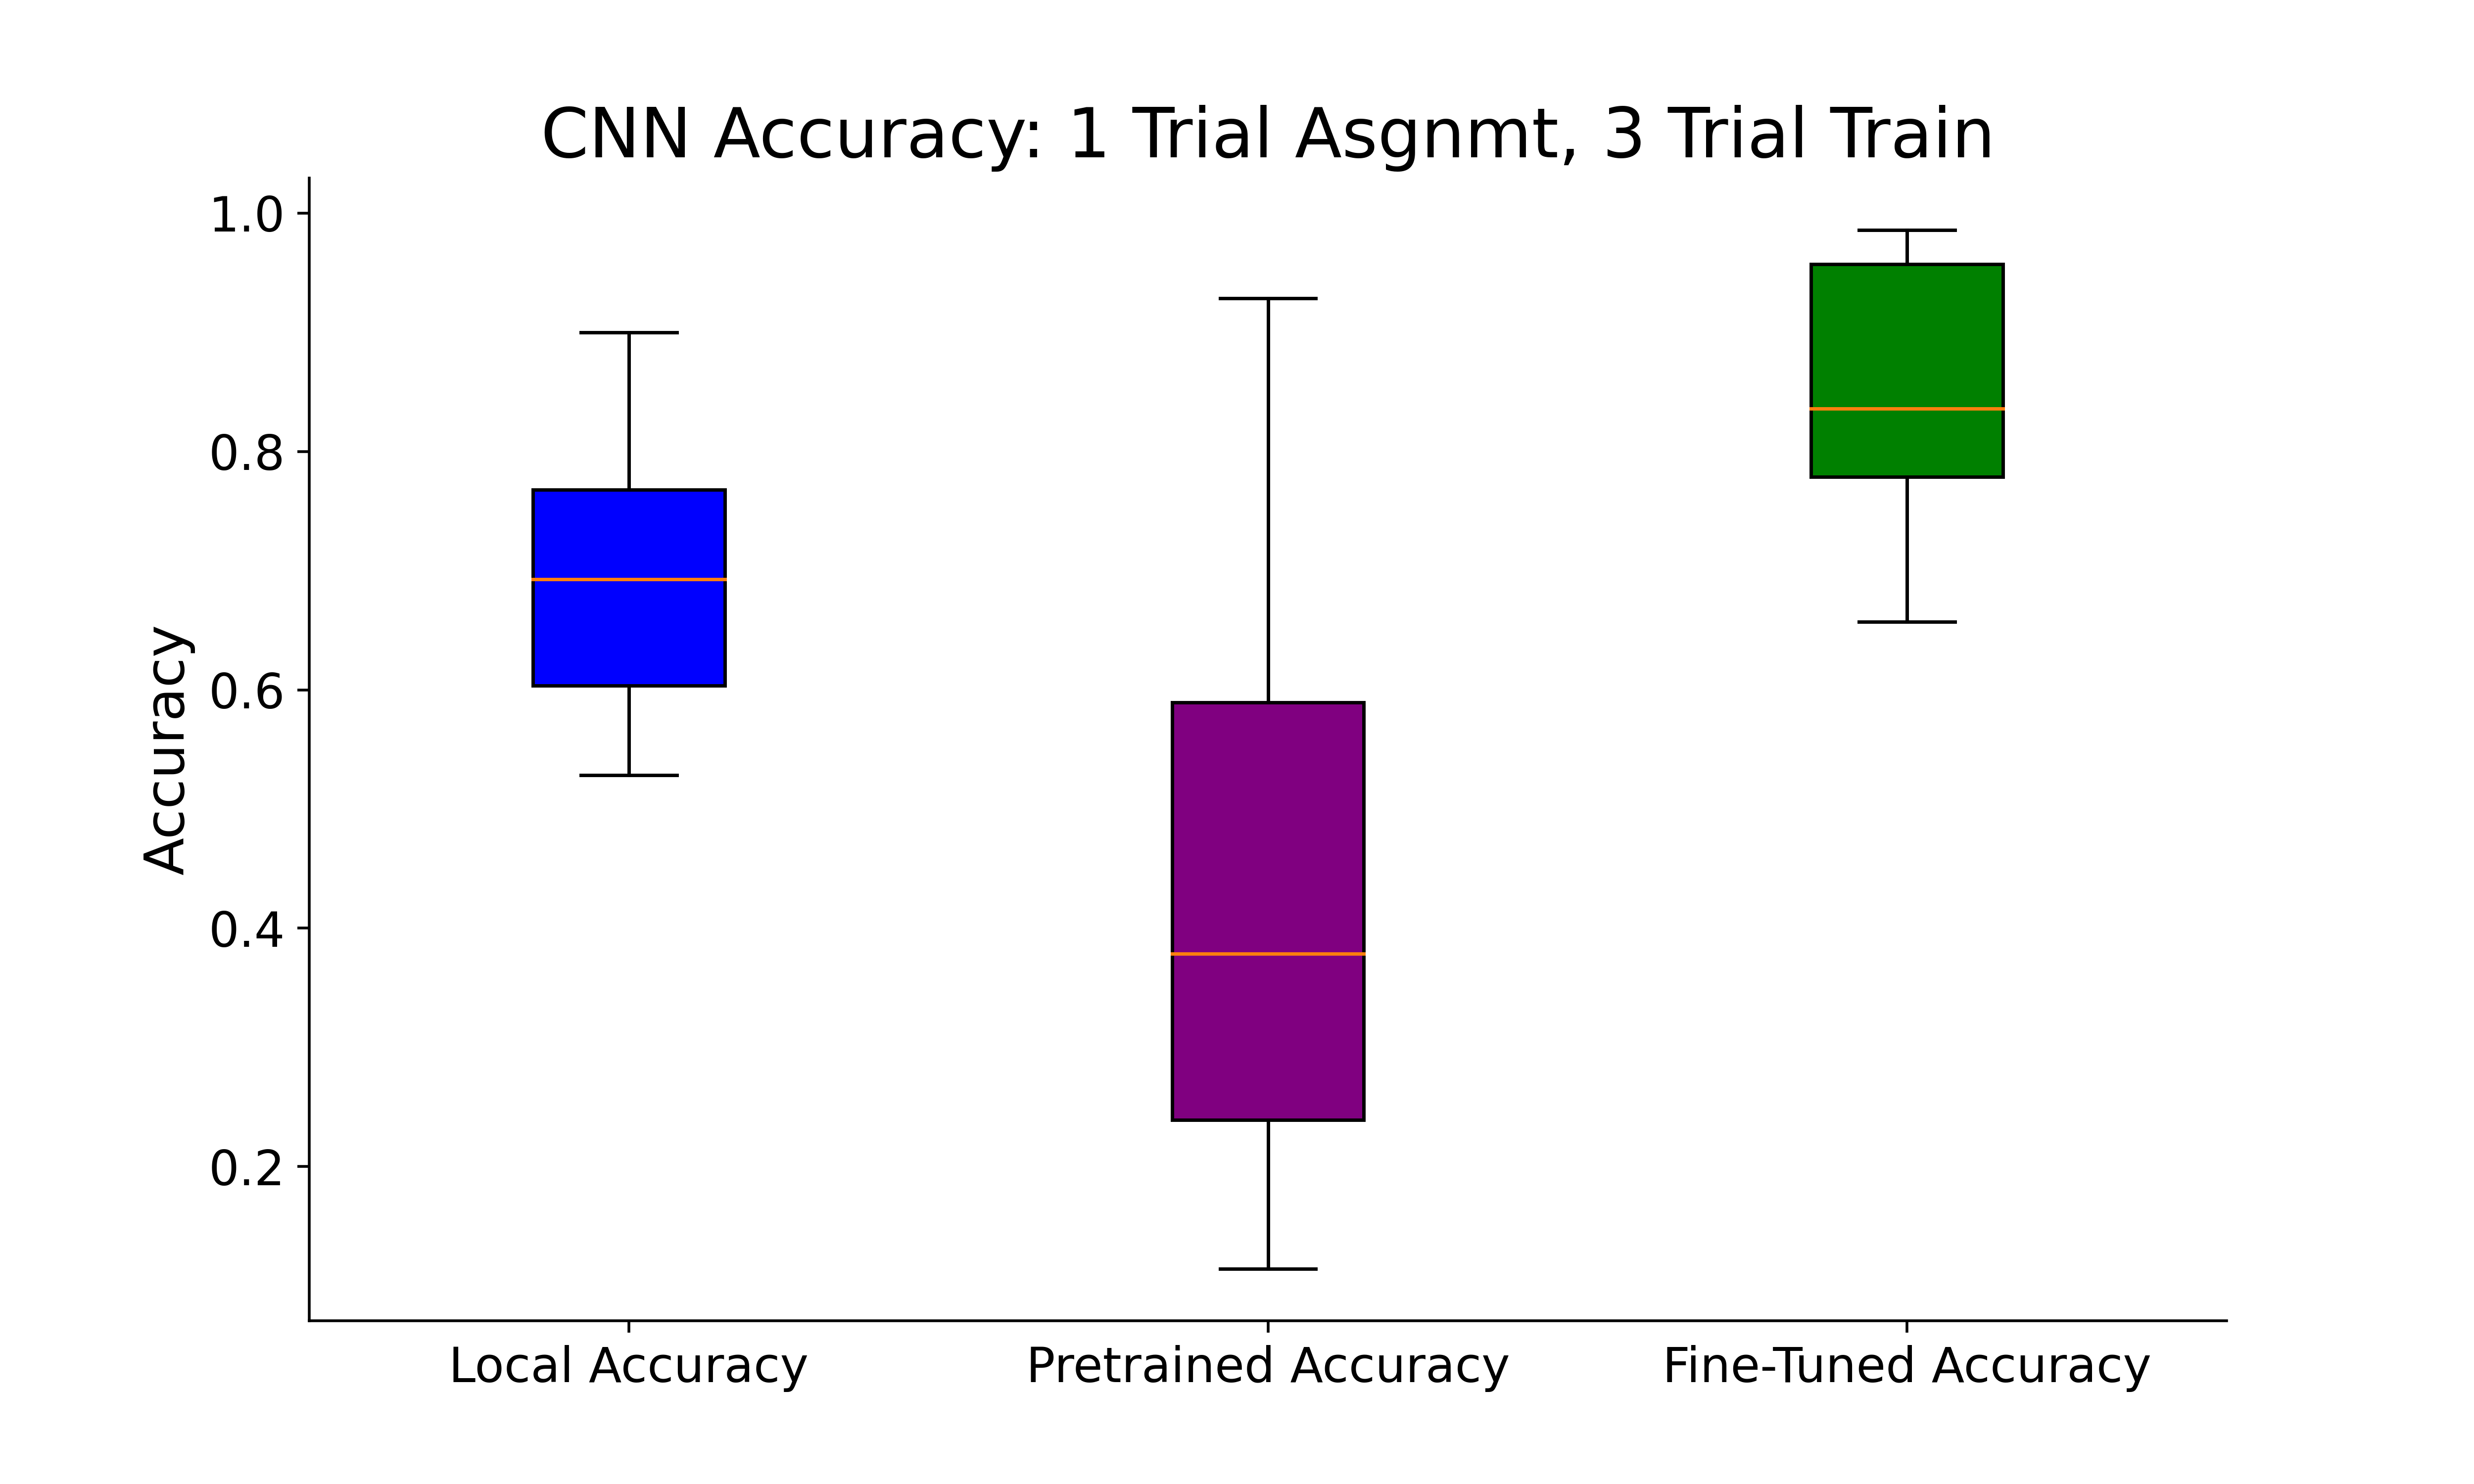 CNN Accuracy: 1 Trial Asgnmt, 3 Trial Train
Accuracy
1.0
0.8
0.6
0.4
0.2
Local Accuracy
Pretrained Accuracy
Fine-Tuned Accuracy